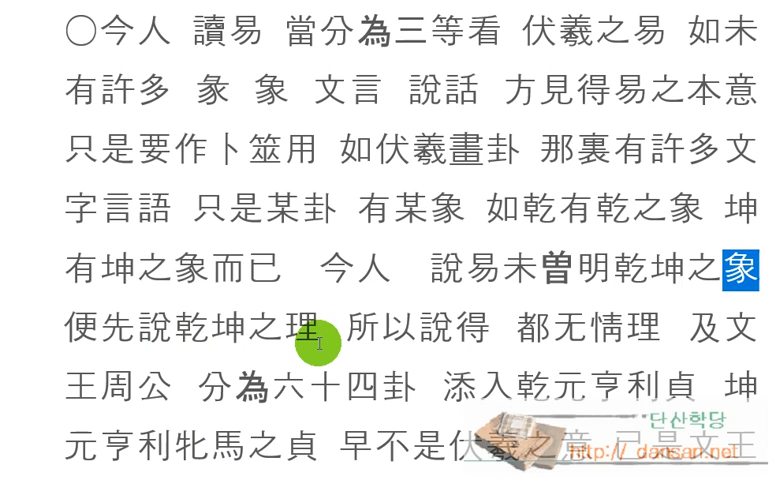 〇今人 讀易 當分為三等看 伏羲之易 如未
有許多 彖 象 文言 說話 方見得易之本意
只是要作卜筮用 如伏羲畫卦 那裏有許多文
字言語 只是某卦 有某象 如乾有乾之象 坤
有坤之象而已 今人 說易未曽明乾坤之象
便先說乾坤之理 所以說得 都无情理 及文
王周公 分為六十四卦 添入乾元亨利貞 坤
元亨利牝馬之貞 早不是伏羲之意 已是文王
단산학당
http:// dansan.net